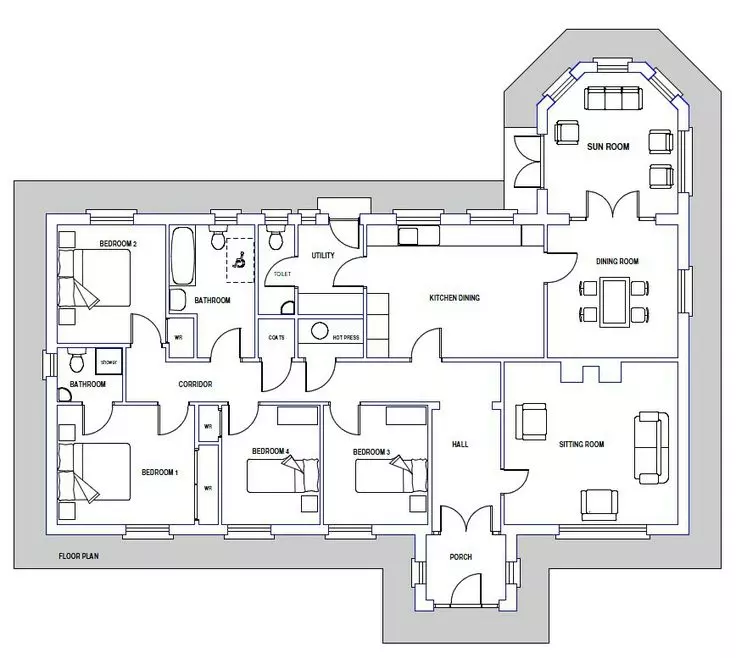 SUN ROOM
BEDROOM 2
UTILITY
DINING ROOM
TOILET
BATHROOM
KITCHEN DINING
WR
COATS
HOT PRESS
SHOWER
BATHROOM
CORRIDOR
WR
HALL
SITTING ROOM
BEDROOM 4
BEDROOM 3
BEDROOM 1
WR
FLOOR PLAN
PORCH